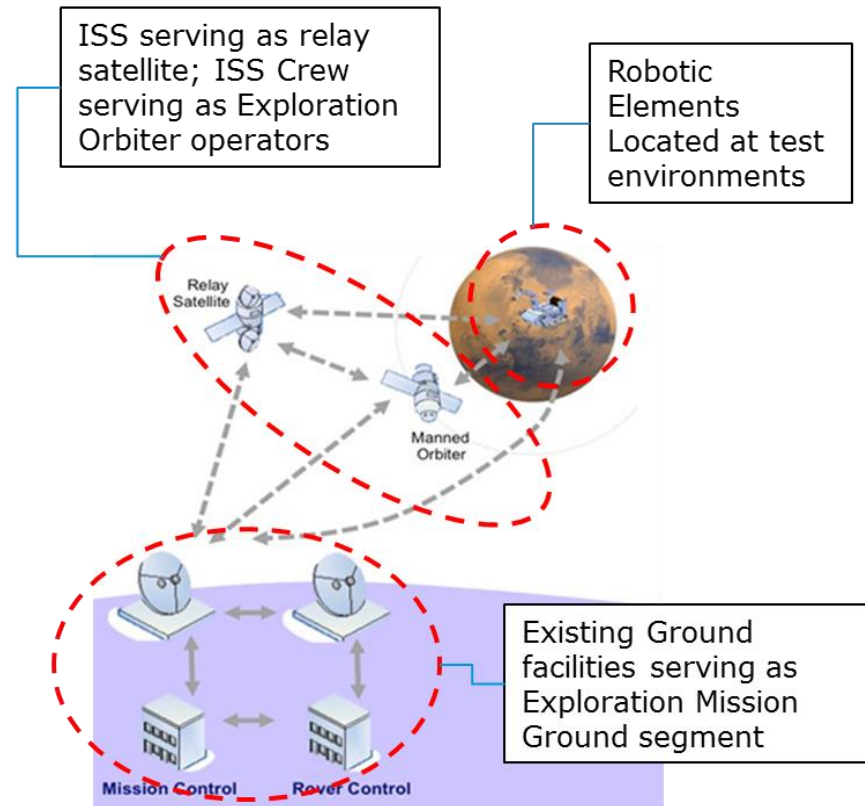 ISS serving as relay
satellite; ISS Crew
serving as Exploration
Orbiter operators
Robotic
Elements
Located at test
environments
Relay
Satellite
Manned
Orbiter
Existing Ground
facilities serving as
Exploration Mission
Ground segment
Mission Control
Rover Control